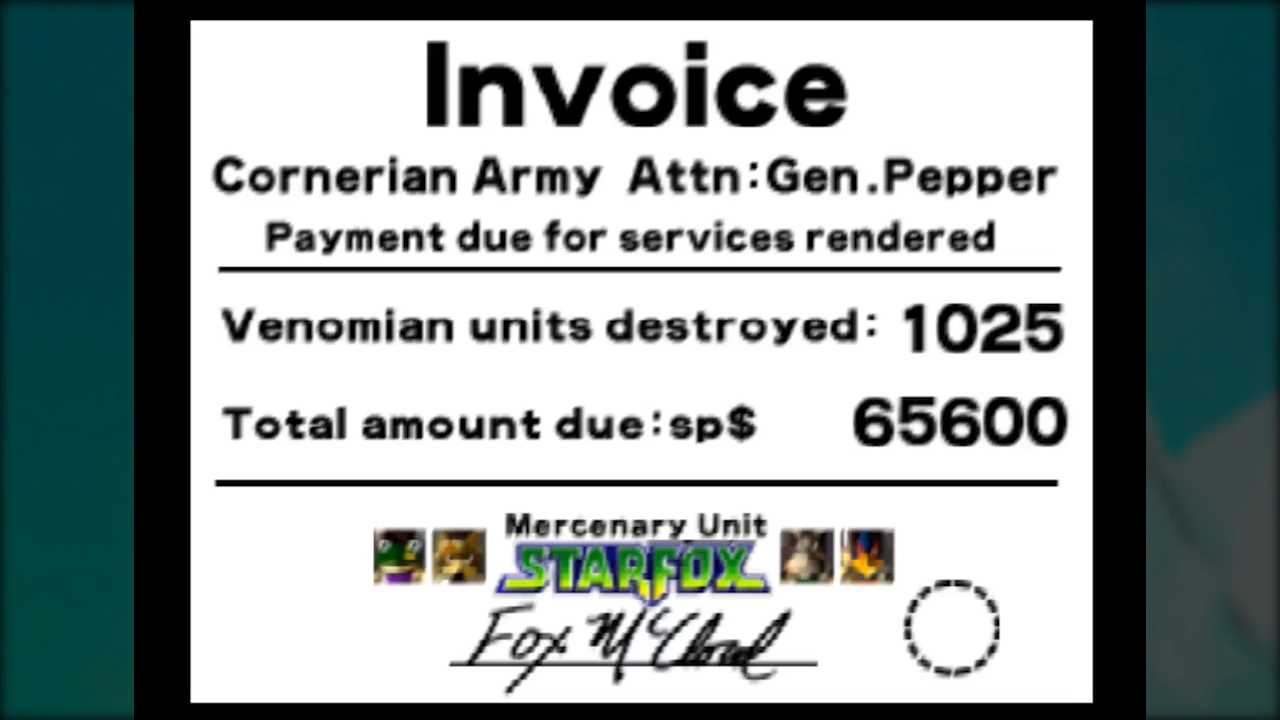 Invoice
Cornerian Army Attn:Gen.Pepper
Payment due for services rendered
Venomian units destroyed: 1025
Total amount due:sp$ 65600
Mercenary Unit
STARFOX
Fox McCloud